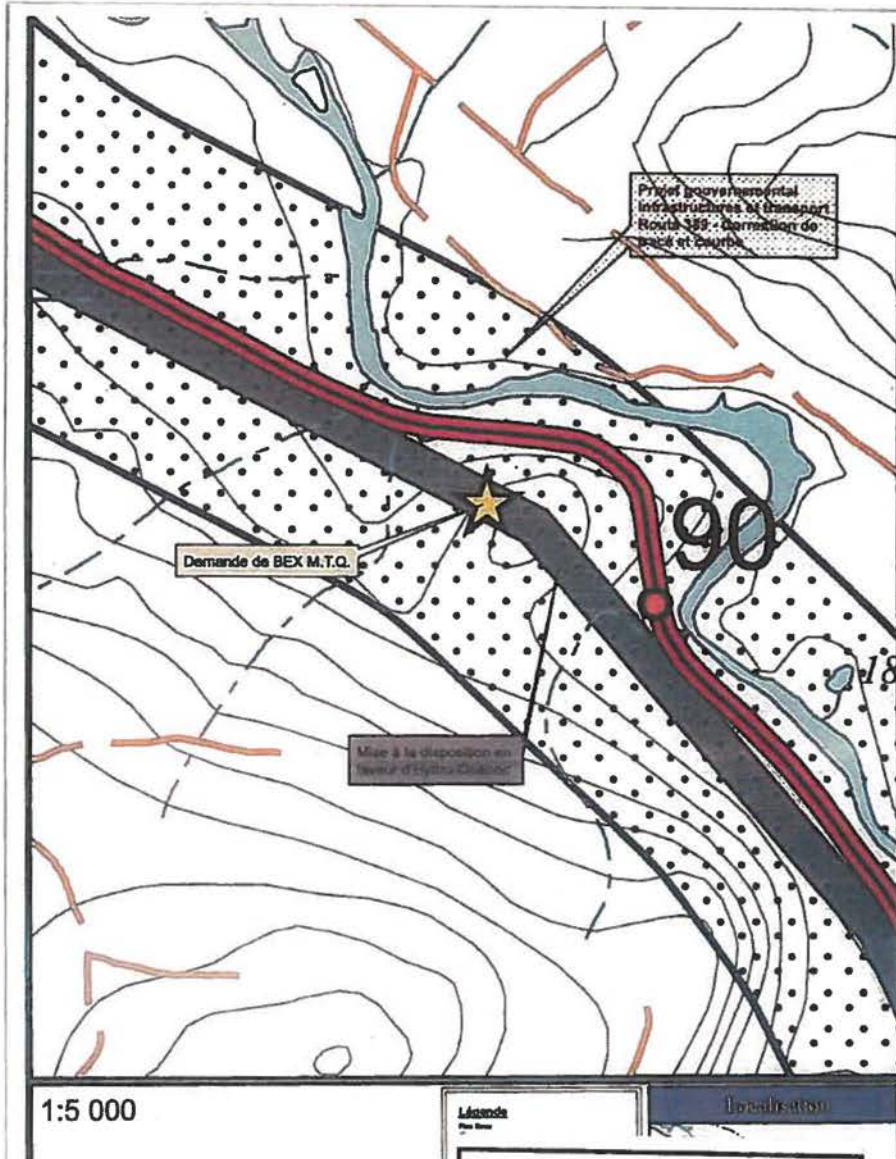 Projet gouvernemental
Infrastructures et transport
Route 389 - Correction de
tracé et courbe
90
Demande de BEX M.T.Q.
18
Mise à la disposition en
faveur d'Hydro-Québec
1:5 000
Légende
Localisation